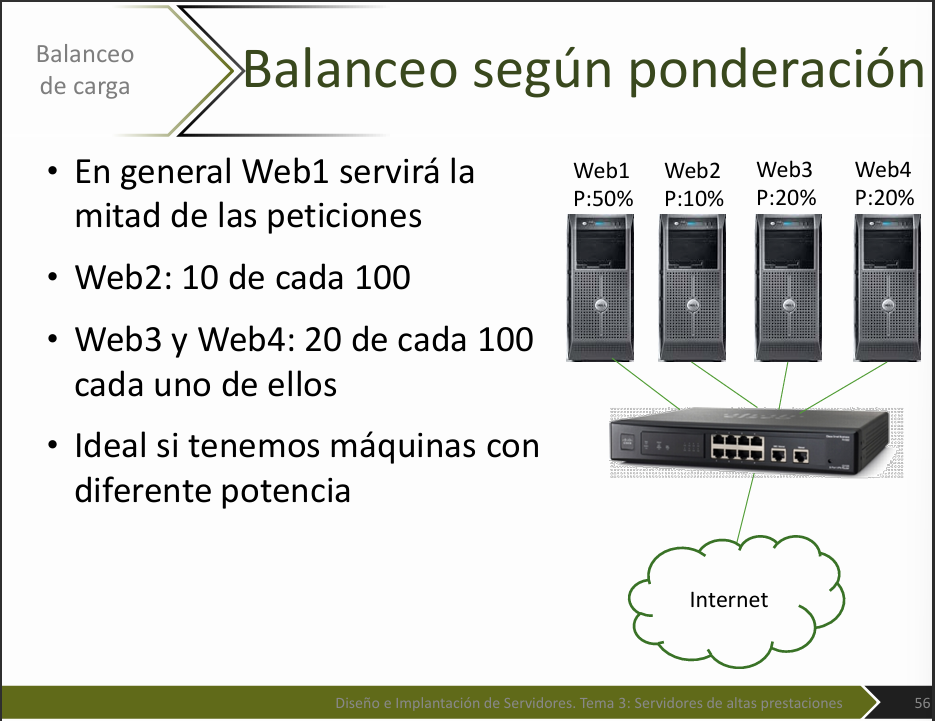 Balanceo
de carga
Balanceo según ponderación
• En general Web1 servirá la
mitad de las peticiones
• Web2: 10 de cada 100
• Web3 y Web4: 20 de cada 100
cada uno de ellos
• Ideal si tenemos máquinas con
diferente potencia
Web1
P:50%
Web2
P:10%
Web3
P:20%
Web4
P:20%
Internet
Diseño e Implantación de Servidores. Tema 3: Servidores de altas prestaciones
56